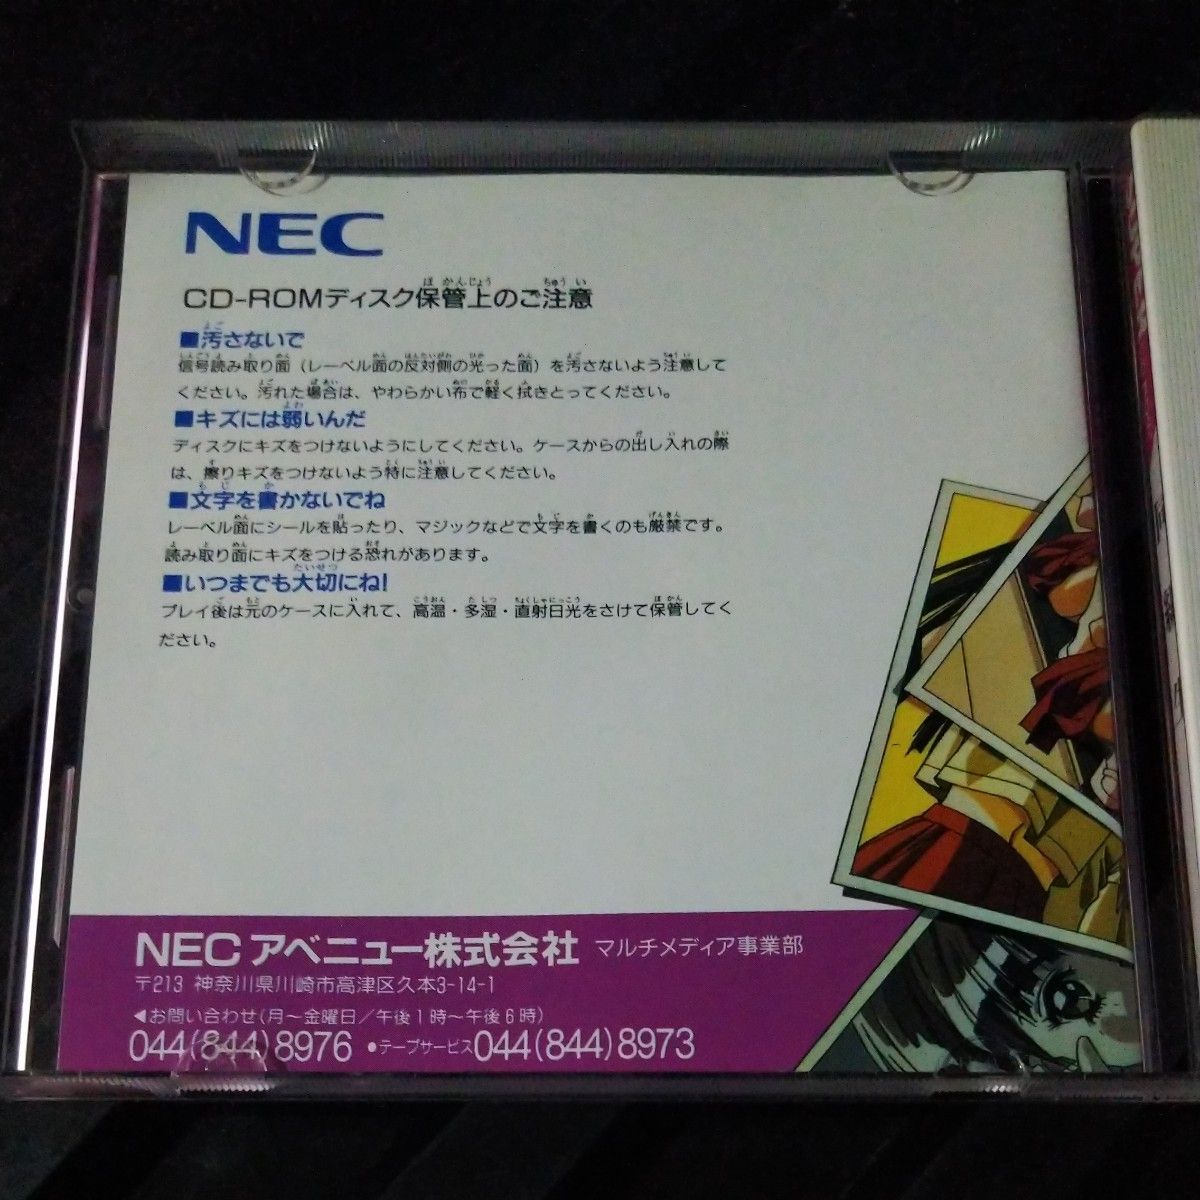 NEC
CD-ROMディスク保管上のご注意
■汚さないで
信号読み取り面（レーベル面の反対側の光った面）を汚さないよう注意して
ください。汚れた場合は、やわらかい布で軽く拭きとってください。
■キズには弱いんだ
ディスクにキズをつけないようにしてください。ケースからの出し入れの際
は、擦りキズをつけないよう特に注意してください。
■文字を書かないでね
レーベル面にシールを貼ったり、マジックなどで文字を書くのも厳禁です。
読み取り面にキズをつける恐れがあります。
■いつまでも大切にね!
プレイ後は元のケースに入れて、高温・多湿・直射日光をさけて保管してく
ださい。
NECアベニュー株式会社 マルチメディア事業部
〒213 神奈川県川崎市高津区久本3-14-1
◀お問い合わせ(月〜金曜日／午後1時〜午後6時)
044(844)8976 ●テープサービス044(844)8973